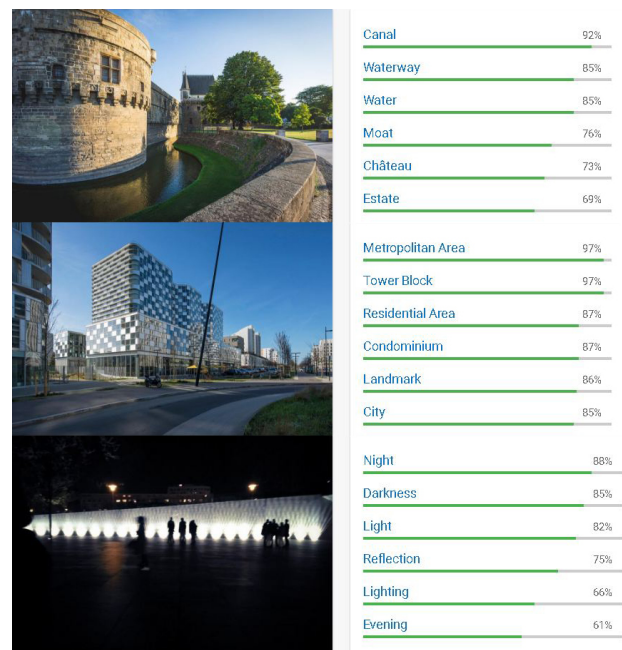 Canal 92%
Waterway 85%
Water 85%
Moat 76%
Château 73%
Estate 69%
Metropolitan Area 97%
Tower Block 97%
Residential Area 87%
Condominium 87%
Landmark 86%
City 85%
Night 88%
Darkness 85%
Light 82%
Reflection 75%
Lighting 66%
Evening 61%